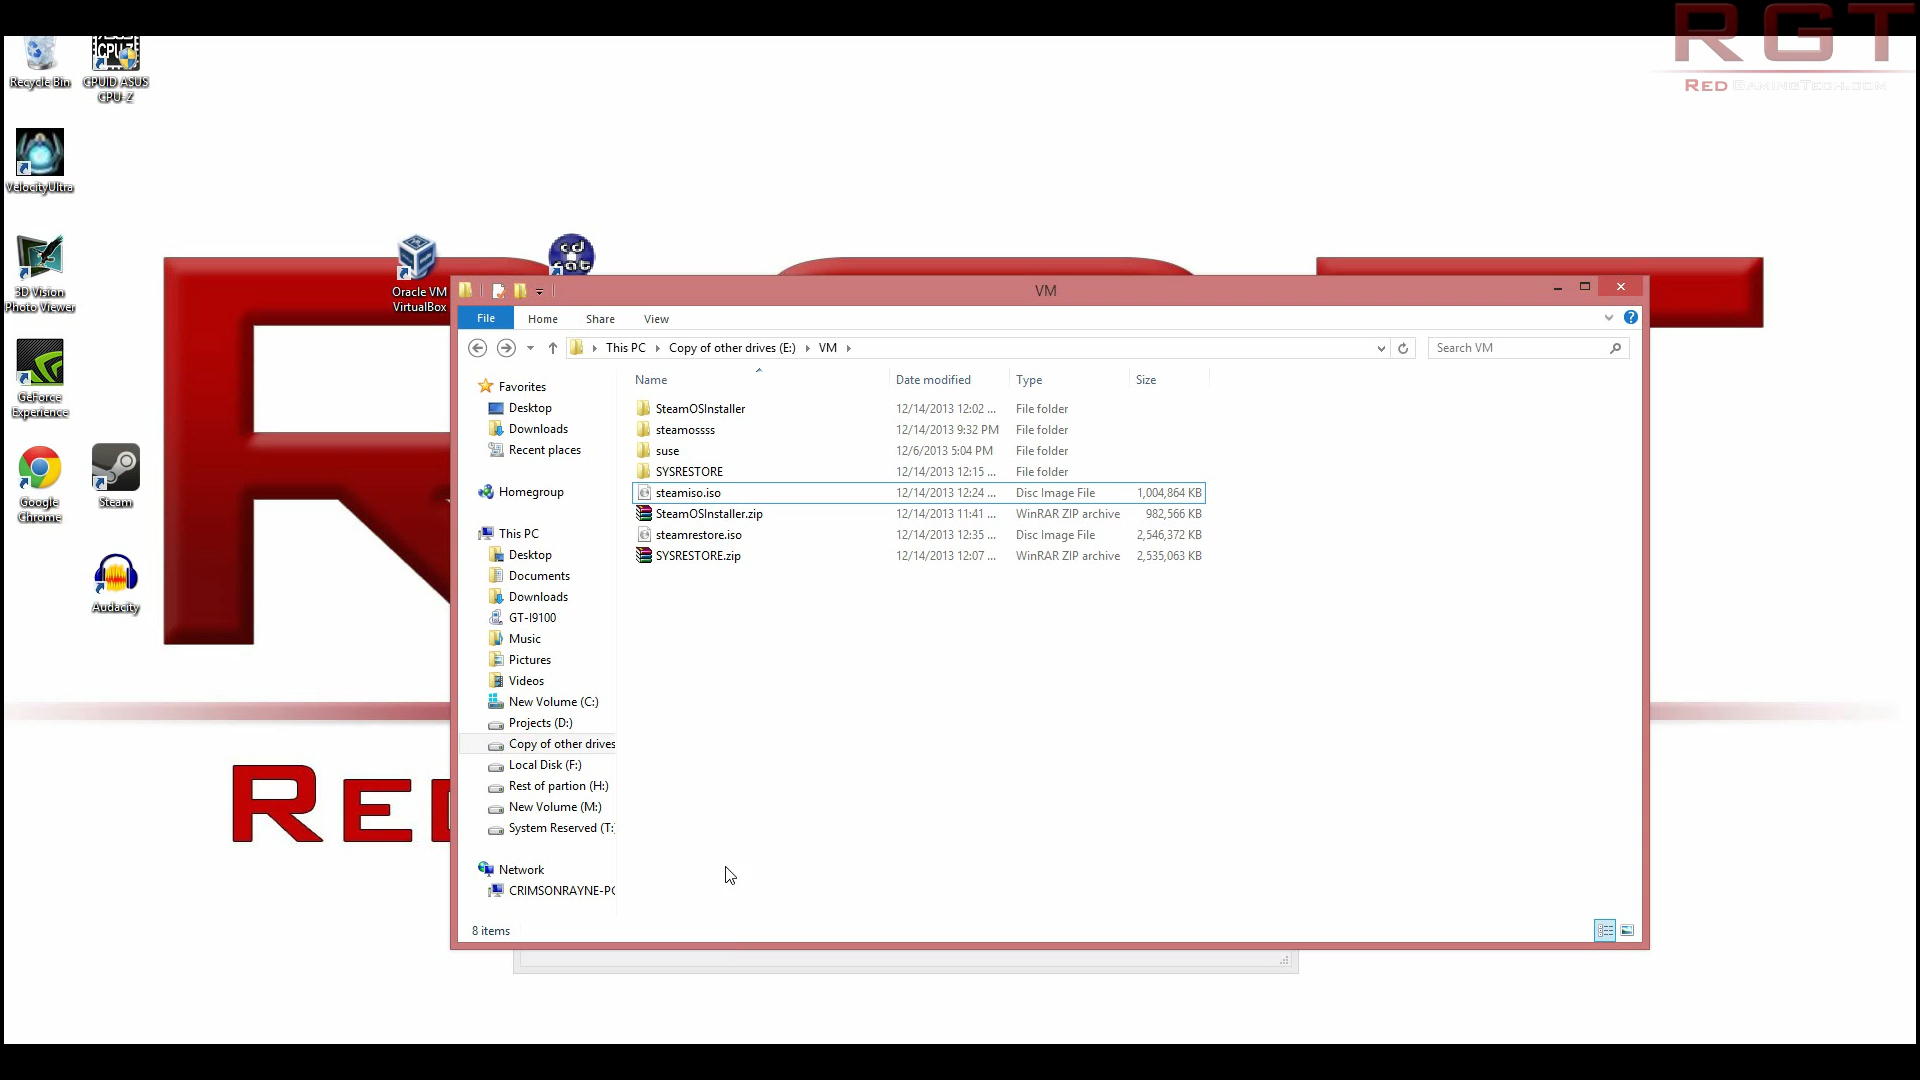 RGT
Red GamingTech.com
Recycle Bin
CPUID ASUS
CPU-Z
VelocityUltra
3D Vision
Photo Viewer
GeForce
Experience
Google
Chrome
Steam
Audacity
Oracle VM
VirtualBox
cd
VM
File
Home
Share
View
This PC
Copy of other drives (E:)
VM
Search VM
Name
Date modified
Type
Size
SteamOSInstaller 12/14/2013 12:02 ... File folder
steamossss 12/14/2013 9:32 PM File folder
suse 12/6/2013 5:04 PM File folder
SYSRESTORE 12/14/2013 12:15 ... File folder
steamiso.iso 12/14/2013 12:24 ... Disc Image File 1,004,864 KB
SteamOSInstaller.zip 12/14/2013 11:41 ... WinRAR ZIP archive 982,566 KB
steamrestore.iso 12/14/2013 12:35 ... Disc Image File 2,546,372 KB
SYSRESTORE.zip 12/14/2013 12:07 ... WinRAR ZIP archive 2,535,063 KB
Favorites
Desktop
Downloads
Recent places
Homegroup
This PC
Desktop
Documents
Downloads
GT-I9100
Music
Pictures
Videos
New Volume (C:)
Projects (D:)
Copy of other drives
Local Disk (F:)
Rest of partion (H:)
New Volume (M:)
System Reserved (T:
Network
CRIMSONRAYNE-PC
8 items
Re